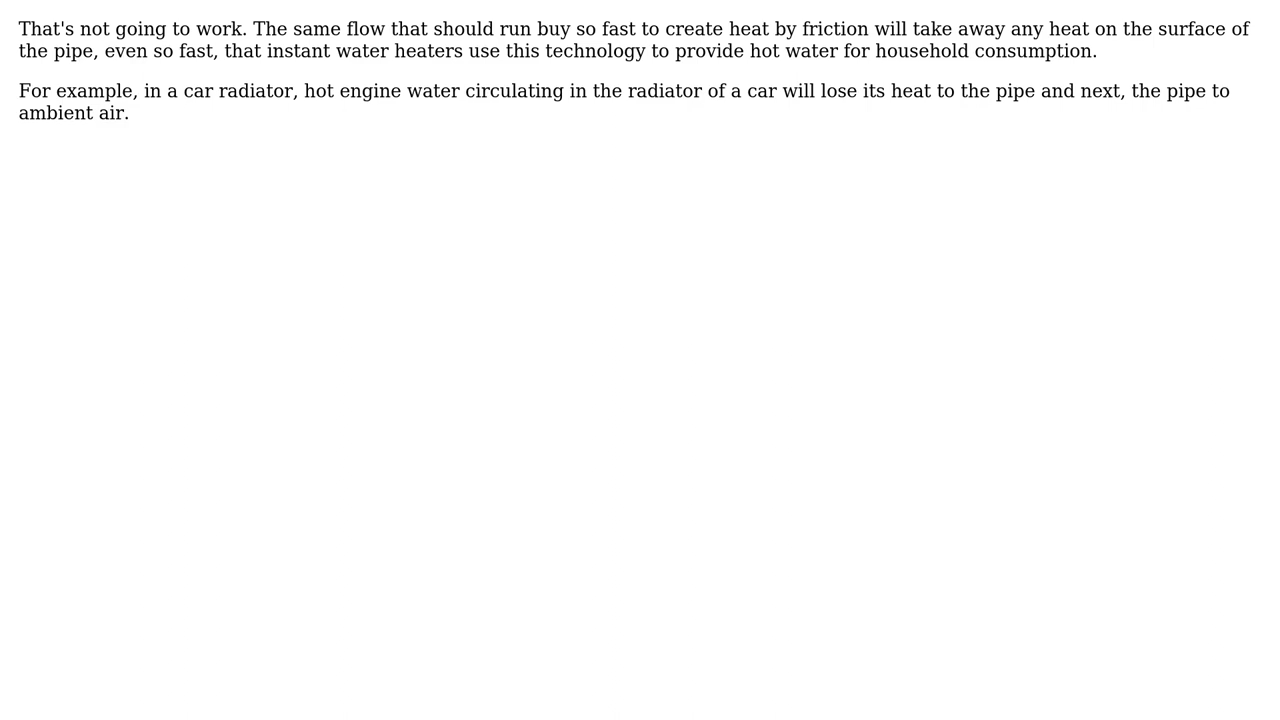 That's not going to work. The same flow that should run buy so fast to create heat by friction will take away any heat on the surface of
the pipe, even so fast, that instant water heaters use this technology to provide hot water for household consumption.
For example, in a car radiator, hot engine water circulating in the radiator of a car will lose its heat to the pipe and next, the pipe to
ambient air.